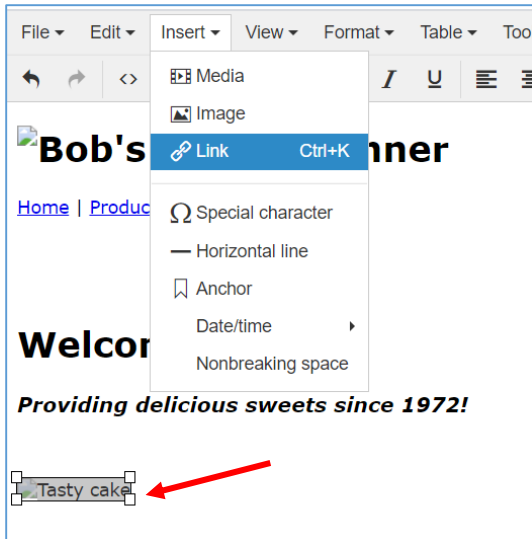 File Edit Insert View Format Table Too
Media
Image
Link Ctrl+K
Bob's nner
Home | Produc
Special character
Horizontal line
Anchor
Date/time
Nonbreaking space
Welcon
Providing delicious sweets since 1972!
Tasty cake